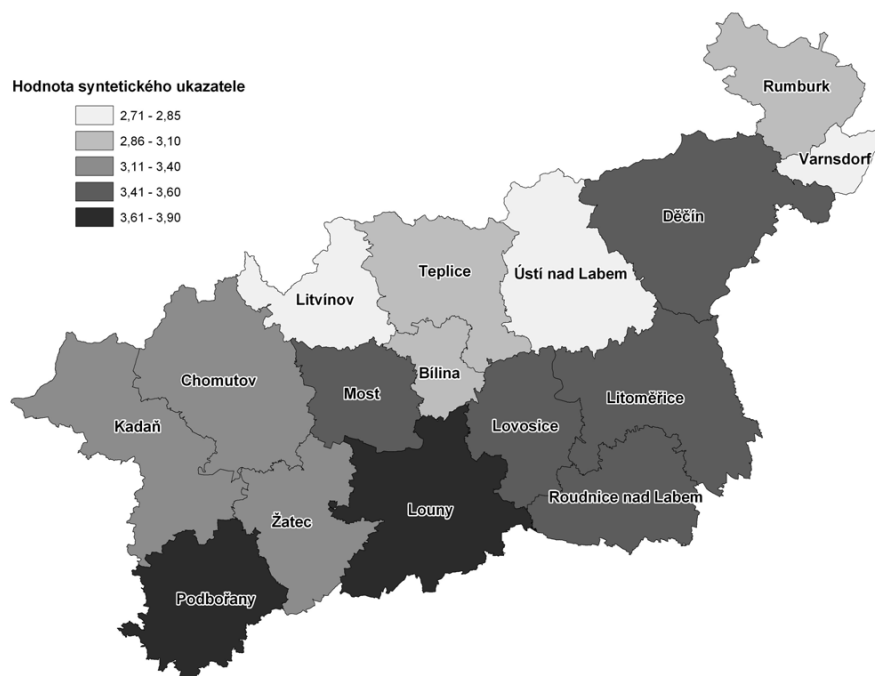 Hodnota syntetického ukazatele
2,71 - 2,85
2,86 - 3,10
3,11 - 3,40
3,41 - 3,60
3,61 - 3,90
Rumburk
Varnsdorf
Děčín
Teplice
Ústí nad Labem
Litvínov
Chomutov
Most
Bílina
Litoměřice
Kadaň
Lovosice
Roudnice nad Labem
Louny
Žatec
Podbořany